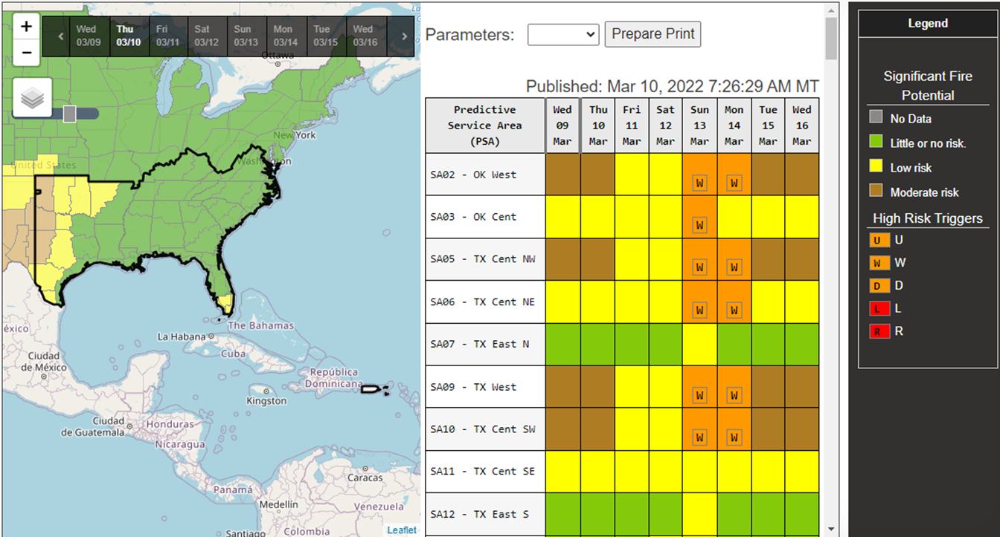 +
−
‹
Wed
03/09
Thu
03/10
Fri
03/11
Sat
03/12
Sun
03/13
Mon
03/14
Tue
03/15
Wed
03/16
›
Ottawa
New York
Washington
United States
The Bahamas
La Habana
Cuba
éxico
Ciudad
de México
República
Dominicana
Kingston
Ciudad
de Guatemala
Honduras
Nicaragua
Caracas
Panamá
Medellín
Venezuela
Santiago
Colombia
Leaflet
Parameters:
Prepare Print
Published: Mar 10, 2022 7:26:29 AM MT
Predictive
Service Area
(PSA)
Wed
09
Mar
Thu
10
Mar
Fri
11
Mar
Sat
12
Mar
Sun
13
Mar
Mon
14
Mar
Tue
15
Mar
Wed
16
Mar
SA02 - OK West
W W
SA03 - OK Cent
W
SA05 - TX Cent NW
W W
SA06 - TX Cent NE
W W
SA07 - TX East N
SA09 - TX West
W W
SA10 - TX Cent SW
W W
SA11 - TX Cent SE
SA12 - TX East S
Legend
Significant Fire
Potential
No Data
Little or no risk.
Low risk
Moderate risk
High Risk Triggers
U U
W W
D D
L L
R R